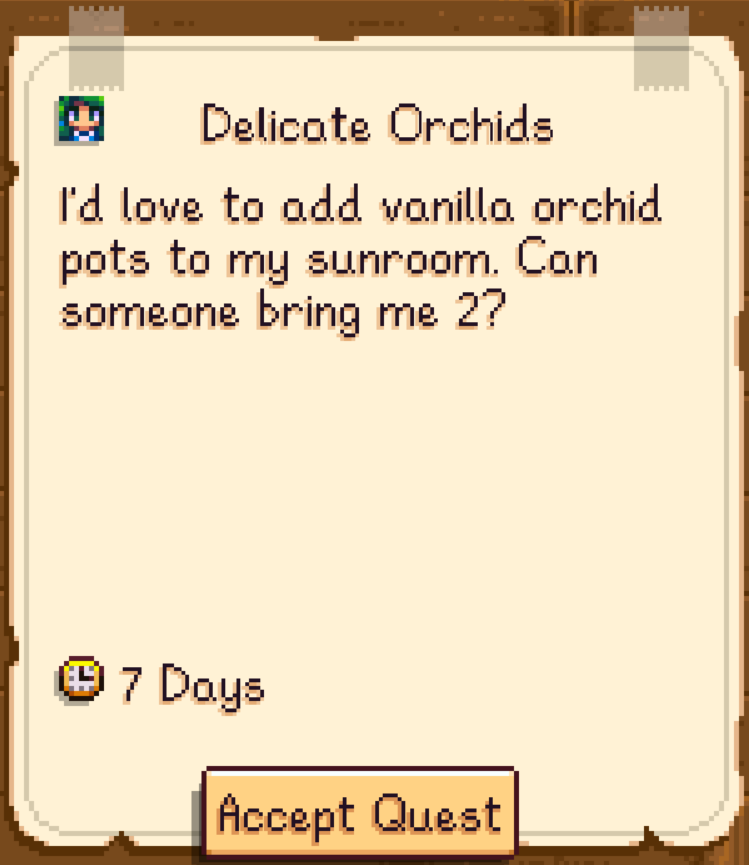 Delicate Orchids
I'd love to add vanilla orchid
pots to my sunroom. Can
someone bring me 2?
7 Days
Accept Quest